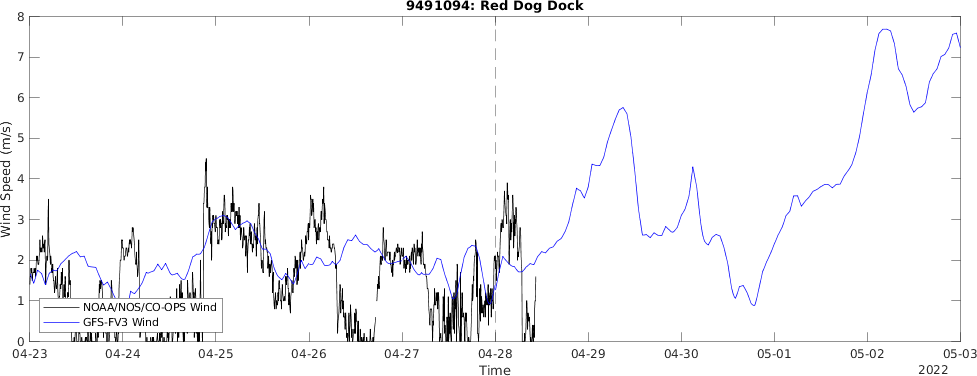 9491094: Red Dog Dock
8
7
6
5
4
3
2
1
0
Wind Speed (m/s)
NOAA/NOS/CO-OPS Wind
GFS-FV3 Wind
04-23 04-24 04-25 04-26 04-27 04-28 04-29 04-30 05-01 05-02 05-03
Time
2022